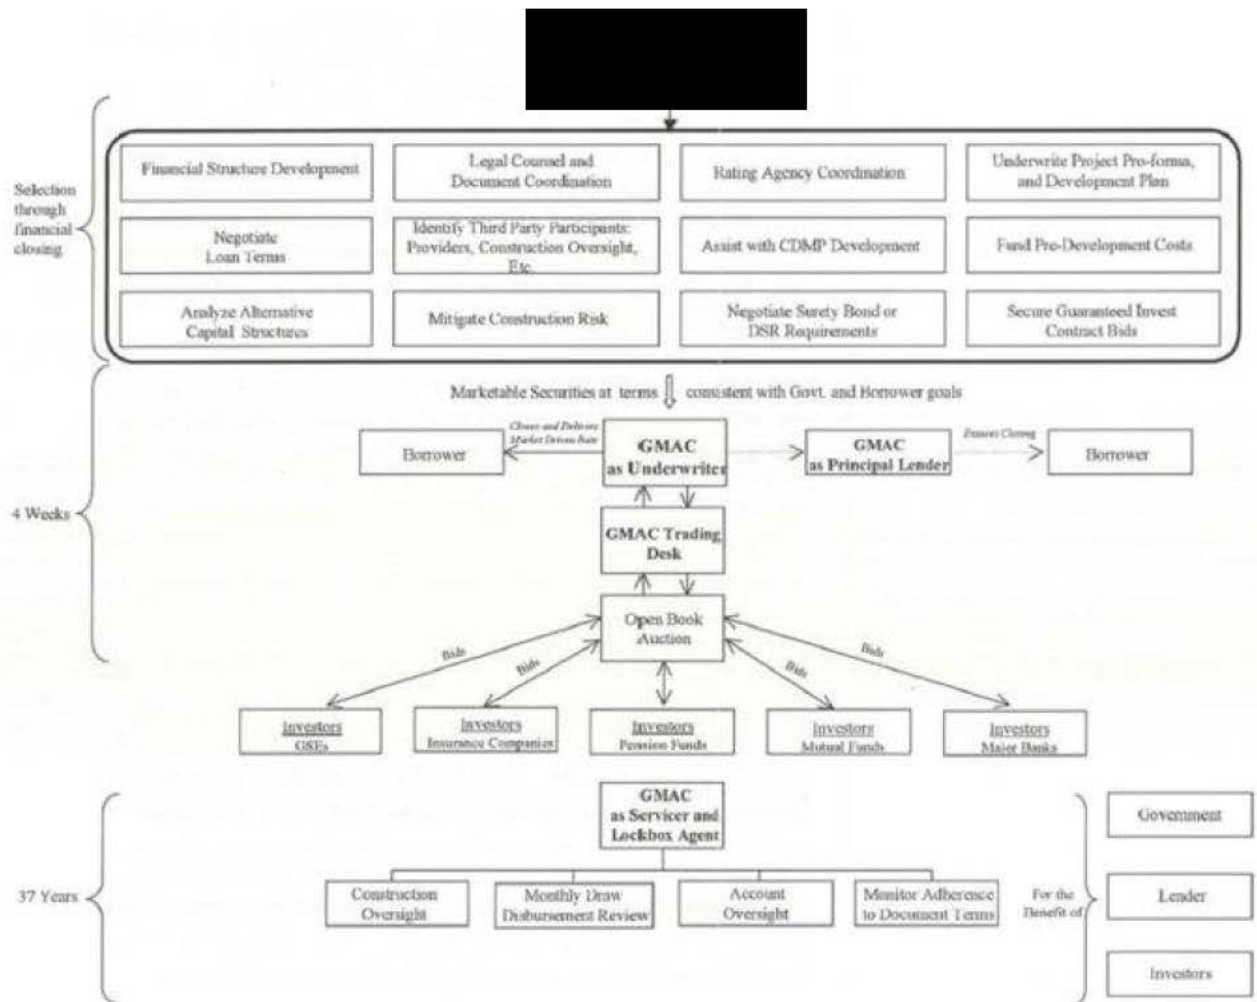 Financial Structure Development
Legal Counsel and
Document Coordination
Rating Agency Coordination
Underwrite Project Pro-forma,
and Development Plan
Selection
through
financial
closing
Negotiate
Loan Terms
Identify Third Party Participants:
Providers, Construction Oversight,
Etc.
Assist with CDMP Development
Fund Pre-Development Costs
Analyze Alternative
Capital Structures
Mitigate Construction Risk
Negotiate Surety Bond or
DSR Requirements
Secure Guaranteed Invest
Contract Bids
Marketable Securities at terms consistent with Govt. and Borrower goals
4 Weeks
Borrower
Closes and Delivers
Market Driven Rate
GMAC
as Underwriter
GMAC
as Principal Lender
Ensures Closing
Borrower
GMAC Trading
Desk
Open Book
Auction
Bids
Bids
Bids
Bids
Investors
GSEs
Investors
Insurance Companies
Investors
Pension Funds
Investors
Mutual Funds
Investors
Major Banks
37 Years
GMAC
as Servicer and
Lockbox Agent
Construction
Oversight
Monthly Draw
Disbursement Review
Account
Oversight
Monitor Adherence
to Document Terms
For the
Benefit of
Government
Lender
Investors